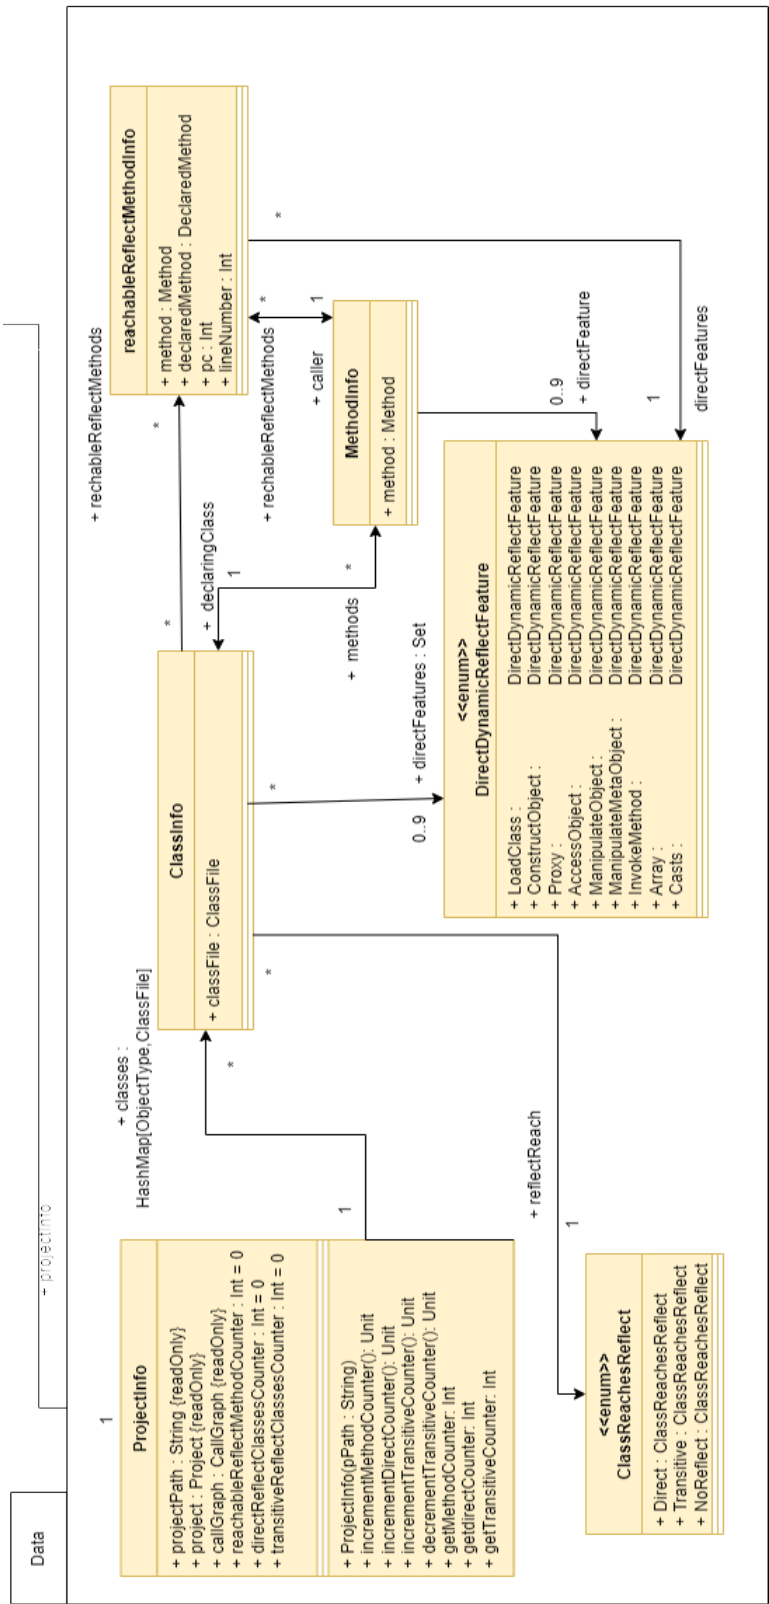 Data
+ projectInfo
1
ProjectInfo
+ projectPath : String {readOnly}
+ project : Project {readOnly}
+ callGraph : CallGraph {readOnly}
+ reachableReflectMethodCounter : Int = 0
+ directReflectClassesCounter : Int = 0
+ transitiveReflectClassesCounter : Int = 0
+ ProjectInfo(pPath : String)
+ incrementMethodCounter(): Unit
+ incrementDirectCounter(): Unit
+ incrementTransitiveCounter(): Unit
+ decrementTransitiveCounter(): Unit
+ getMethodCounter: Int
+ getdirectCounter: Int
+ getTransitiveCounter: Int
1
+ classes :
HashMap[ObjectType,ClassFile]
*
ClassInfo
+ classFile : ClassFile
*
+ rechableReflectMethods
*
reachableReflectMethodInfo
+ method : Method
+ declaredMethod : DeclaredMethod
+ pc : Int
+ lineNumber : Int
+ declaringClass
1
+ methods
*
+ rechableReflectMethods
*
+ caller
1
MethodInfo
+ method : Method
*
+ directFeatures : Set
0..9
0..9
+ directFeature
*
1
directFeatures
<<enum>>
DirectDynamicReflectFeature
+ LoadClass : DirectDynamicReflectFeature
+ ConstructObject : DirectDynamicReflectFeature
+ Proxy : DirectDynamicReflectFeature
+ AccessObject : DirectDynamicReflectFeature
+ ManipulateObject : DirectDynamicReflectFeature
+ ManipulateMetaObject : DirectDynamicReflectFeature
+ InvokeMethod : DirectDynamicReflectFeature
+ Array : DirectDynamicReflectFeature
+ Casts : DirectDynamicReflectFeature
*
+ reflectReach
1
<<enum>>
ClassReachesReflect
+ Direct : ClassReachesReflect
+ Transitive : ClassReachesReflect
+ NoReflect : ClassReachesReflect